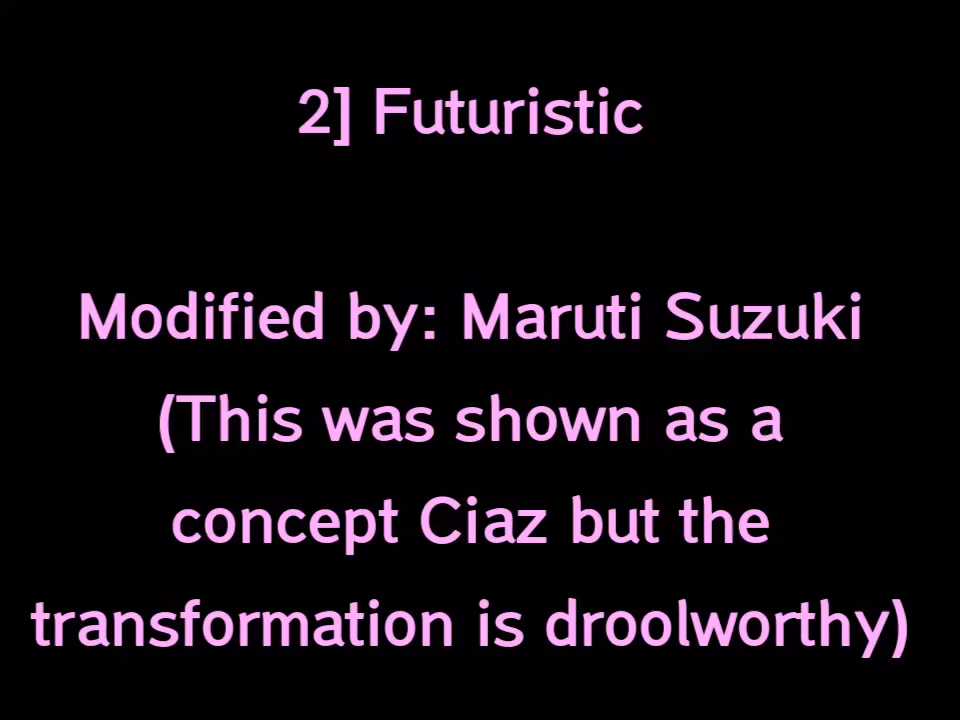 2] Futuristic
Modified by: Maruti Suzuki
(This was shown as a
concept Ciaz but the
transformation is droolworthy)